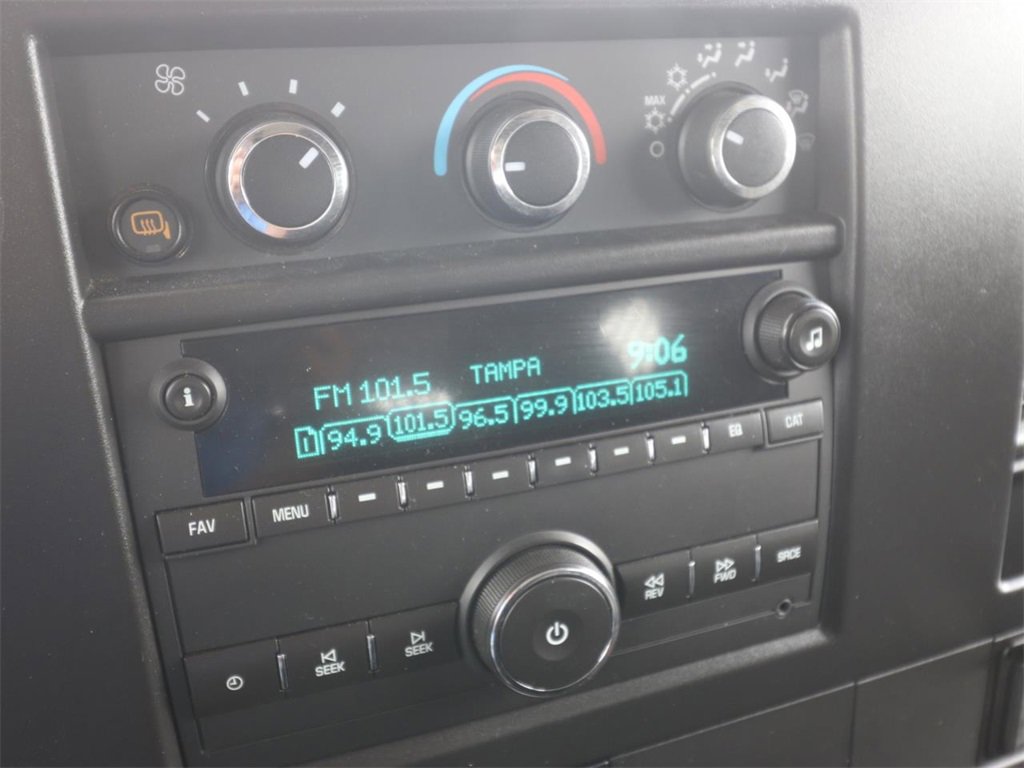 MAX
i
FM 101.5 TAMPA 9:06
1 94.9 101.5 96.5 99.9 103.5 105.1
FAV MENU EQ CAT
REV FWD SRCE
SEEK SEEK